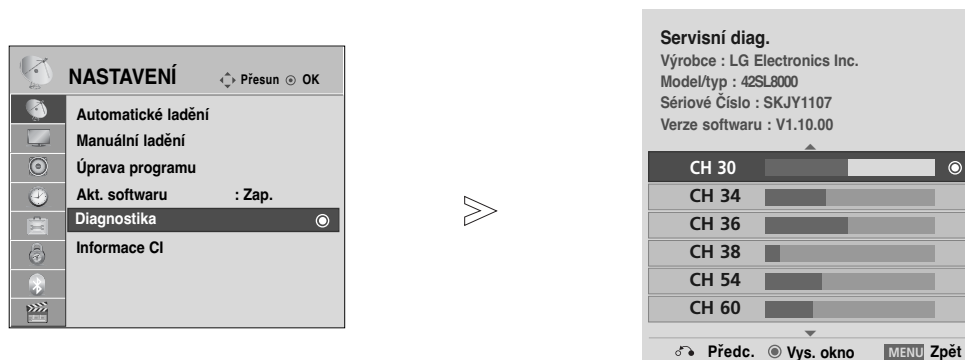 NASTAVENÍ Přesun OK
Automatické ladění
Manuální ladění
Úprava programu
Akt. softwaru : Zap.
Diagnostika
Informace CI
Servisní diag.
Výrobce : LG Electronics Inc.
Model/typ : 42SL8000
Sériové Číslo : SKJY1107
Verze softwaru : V1.10.00
CH 30
CH 34
CH 36
CH 38
CH 54
CH 60
Předc. Vys. okno MENU Zpět